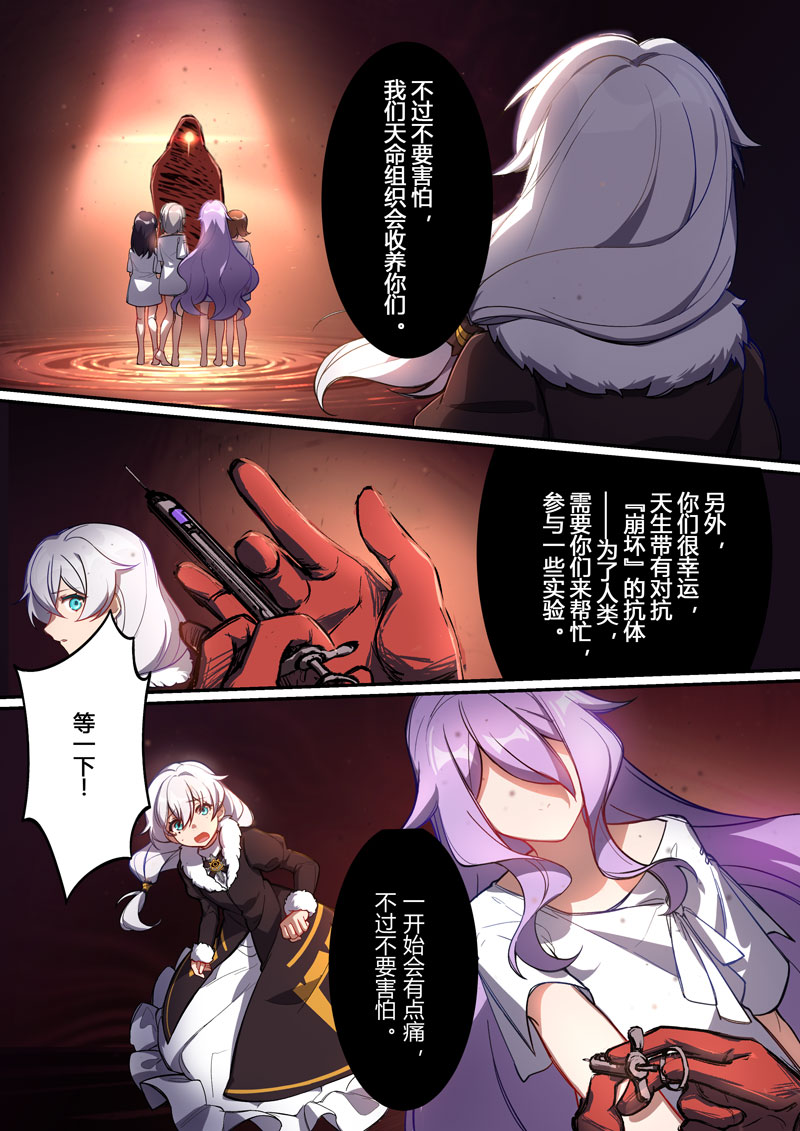 不过不要害怕，
我们天命组织会收养你们。
另外，
你们很幸运，
天生带有对抗
『崩坏』的抗体
——为了人类，
需要你们来帮忙，
参与一些实验。
等一下！
一开始会有点痛，
不过不要害怕。